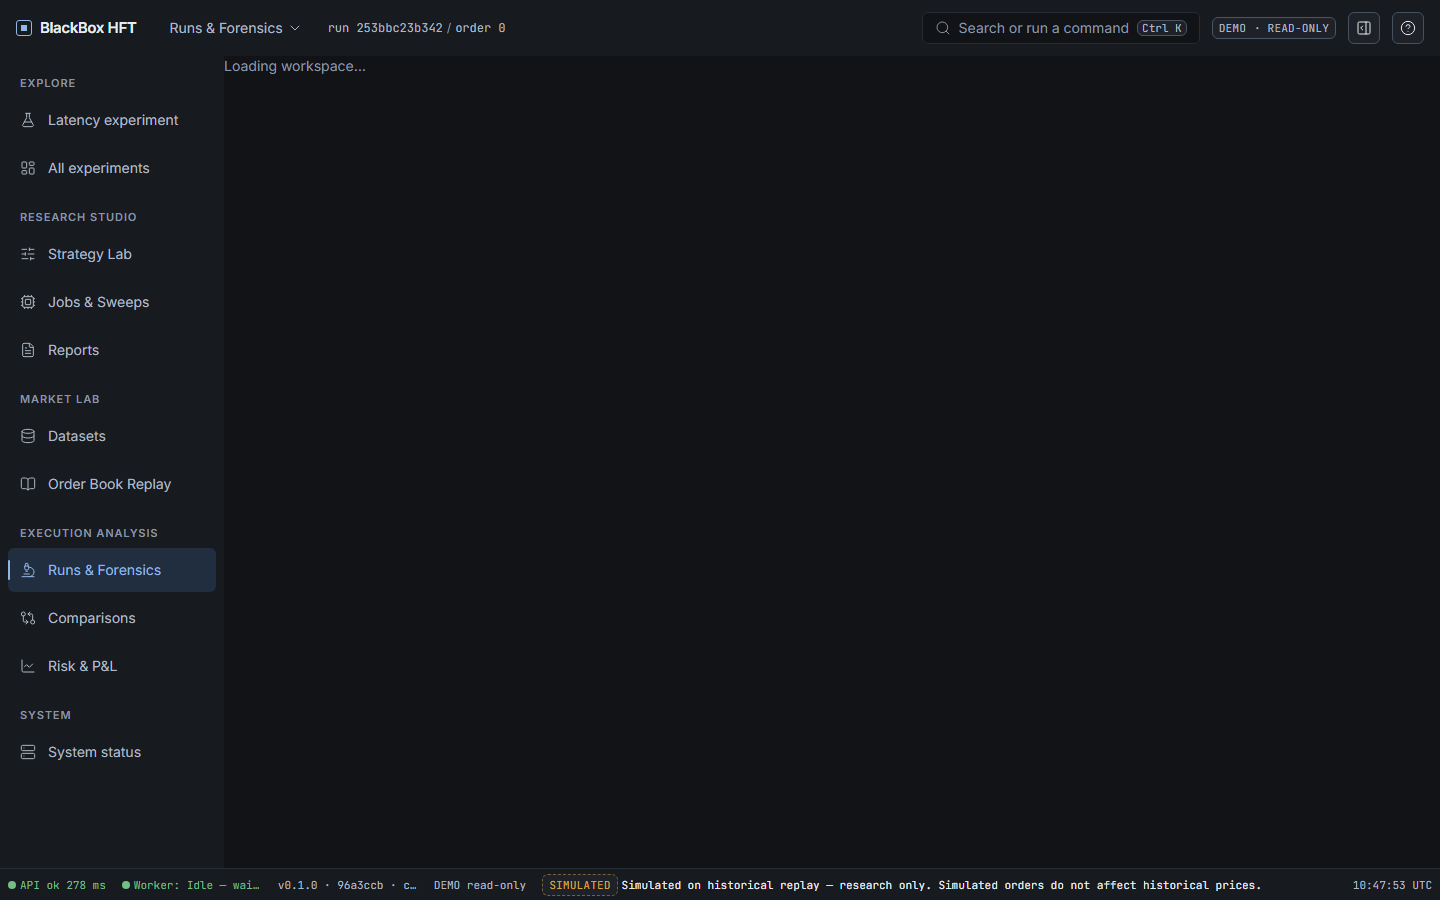 BlackBox HFT
Runs & Forensics
run 253bbc23b342 / order 0
Search or run a command Ctrl K
DEMO · READ-ONLY
Loading workspace...
EXPLORE
Latency experiment
All experiments
RESEARCH STUDIO
Strategy Lab
Jobs & Sweeps
Reports
MARKET LAB
Datasets
Order Book Replay
EXECUTION ANALYSIS
Runs & Forensics
Comparisons
Risk & P&L
SYSTEM
System status
API ok 278 ms
Worker: Idle — wai…
v0.1.0 · 96a3ccb · c…
DEMO read-only
SIMULATED Simulated on historical replay — research only. Simulated orders do not affect historical prices.
10:47:53 UTC